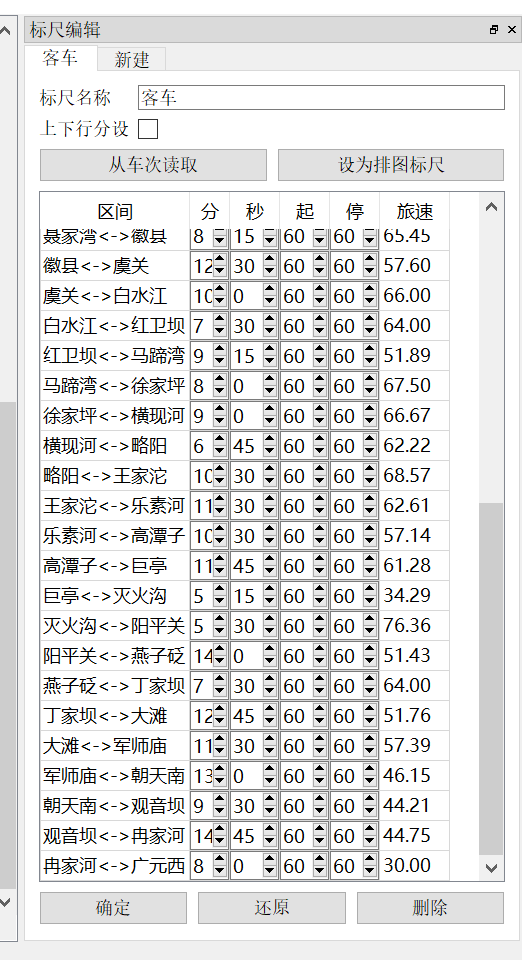 标尺编辑
客车 新建
标尺名称 客车
上下行分设
从车次读取 设为排图标尺
区间 分 秒 起 停 旅速
聂家湾<->徽县 8 15 60 60 65.45
徽县<->虞关 12 30 60 60 57.60
虞关<->白水江 10 0 60 60 66.00
白水江<->红卫坝 7 30 60 60 64.00
红卫坝<->马蹄湾 9 15 60 60 51.89
马蹄湾<->徐家坪 8 0 60 60 67.50
徐家坪<->横现河 9 0 60 60 66.67
横现河<->略阳 6 45 60 60 62.22
略阳<->王家沱 10 30 60 60 68.57
王家沱<->乐素河 11 30 60 60 62.61
乐素河<->高潭子 10 30 60 60 57.14
高潭子<->巨亭 11 45 60 60 61.28
巨亭<->灭火沟 5 15 60 60 34.29
灭火沟<->阳平关 5 30 60 60 76.36
阳平关<->燕子砭 14 0 60 60 51.43
燕子砭<->丁家坝 7 30 60 60 64.00
丁家坝<->大滩 12 45 60 60 51.76
大滩<->军师庙 11 30 60 60 57.39
军师庙<->朝天南 13 0 60 60 46.15
朝天南<->观音坝 9 30 60 60 44.21
观音坝<->冉家河 14 45 60 60 44.75
冉家河<->广元西 8 0 60 60 30.00
确定 还原 删除